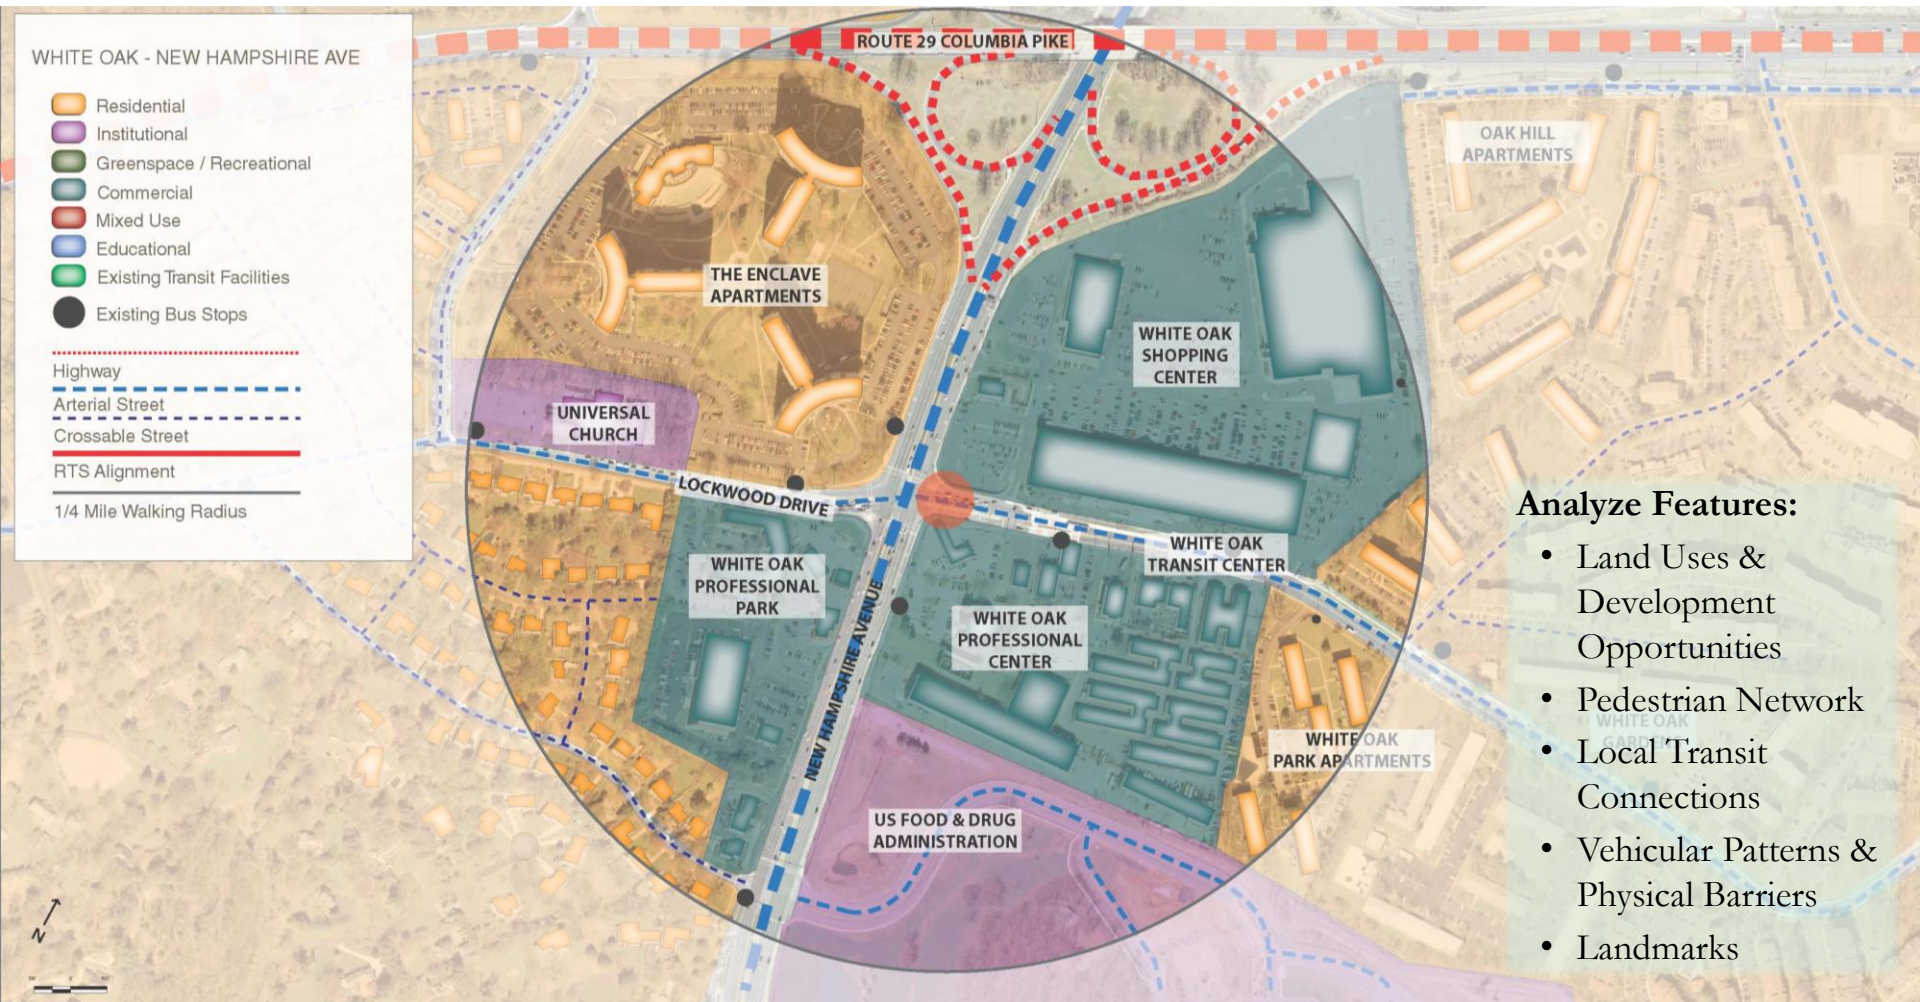 WHITE OAK - NEW HAMPSHIRE AVE
Residential
Institutional
Greenspace / Recreational
Commercial
Mixed Use
Educational
Existing Transit Facilities
Existing Bus Stops
Highway
Arterial Street
Crossable Street
RTS Alignment
1/4 Mile Walking Radius
ROUTE 29 COLUMBIA PIKE
OAK HILL
APARTMENTS
THE ENCLAVE
APARTMENTS
WHITE OAK
SHOPPING
CENTER
UNIVERSAL
CHURCH
LOCKWOOD DRIVE
WHITE OAK
TRANSIT CENTER
WHITE OAK
PROFESSIONAL
PARK
NEW HAMPSHIRE AVENUE
WHITE OAK
PROFESSIONAL
CENTER
WHITE OAK
PARK APARTMENTS
US FOOD & DRUG
ADMINISTRATION
WHITE OAK
GARDENS
Analyze Features:
• Land Uses &
Development
Opportunities
• Pedestrian Network
• Local Transit
Connections
• Vehicular Patterns &
Physical Barriers
• Landmarks
N